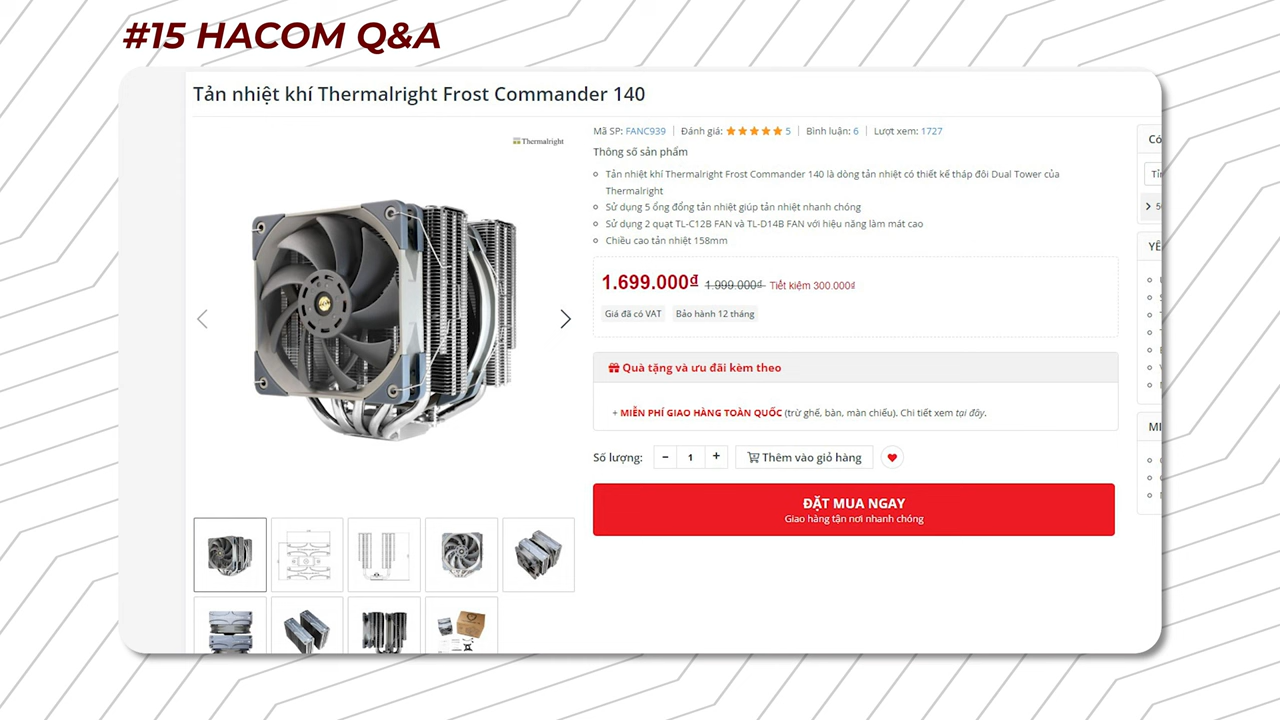 #15 HACOM Q&A
Tản nhiệt khí Thermalright Frost Commander 140
Thermalright
Mã SP: FANC939 | Đánh giá: 5 | Bình luận: 6 | Lượt xem: 1727
Thông số sản phẩm
Tản nhiệt khí Thermalright Frost Commander 140 là dòng tản nhiệt có thiết kế tháp đôi Dual Tower của
Thermalright
Sử dụng 5 ống đồng tản nhiệt giúp tản nhiệt nhanh chóng
Sử dụng 2 quạt TL-C12B FAN và TL-D14B FAN với hiệu năng làm mát cao
Chiều cao tản nhiệt 158mm
1.699.000₫ 1.999.000₫ Tiết kiệm 300.000₫
Giá đã có VAT Bảo hành 12 tháng
Quà tặng và ưu đãi kèm theo
+ MIỄN PHÍ GIAO HÀNG TOÀN QUỐC (trừ ghế, bàn, màn chiếu). Chi tiết xem tại đây.
Số lượng: - 1 + Thêm vào giỏ hàng
ĐẶT MUA NGAY
Giao hàng tận nơi nhanh chóng
Có
YÊ